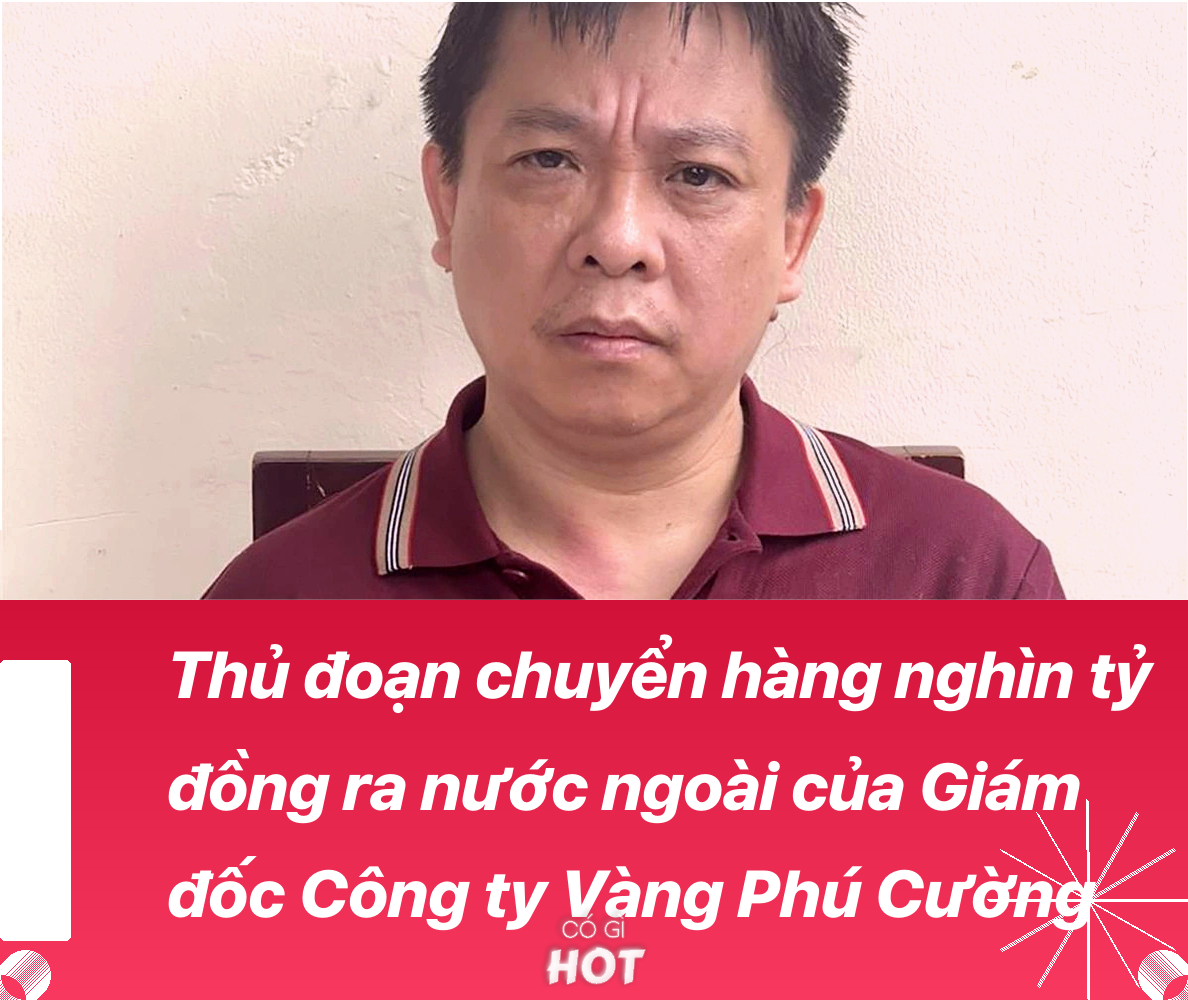 Thủ đoạn chuyển hàng nghìn tỷ
đồng ra nước ngoài của Giám
đốc Công ty Vàng Phú Cường
CÓ GÌ
HOT